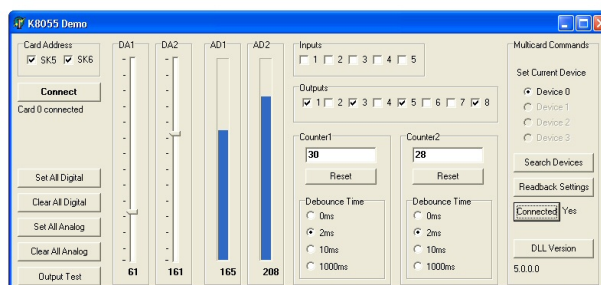 K8055 Demo
Card Address
SK5 SK6
Connect
Card 0 connected
Set All Digital
Clear All Digital
Set All Analog
Clear All Analog
Output Test
DA1
61
DA2
161
AD1
165
AD2
208
Inputs
1 2 3 4 5
Outputs
1 2 3 4 5 6 7 8
Counter1
30
Reset
Debounce Time
0ms
2ms
10ms
1000ms
Counter2
28
Reset
Debounce Time
0ms
2ms
10ms
1000ms
Multicard Commands
Set Current Device
Device 0
Device 1
Device 2
Device 3
Search Devices
Readback Settings
Connected Yes
DLL Version
5.0.0.0